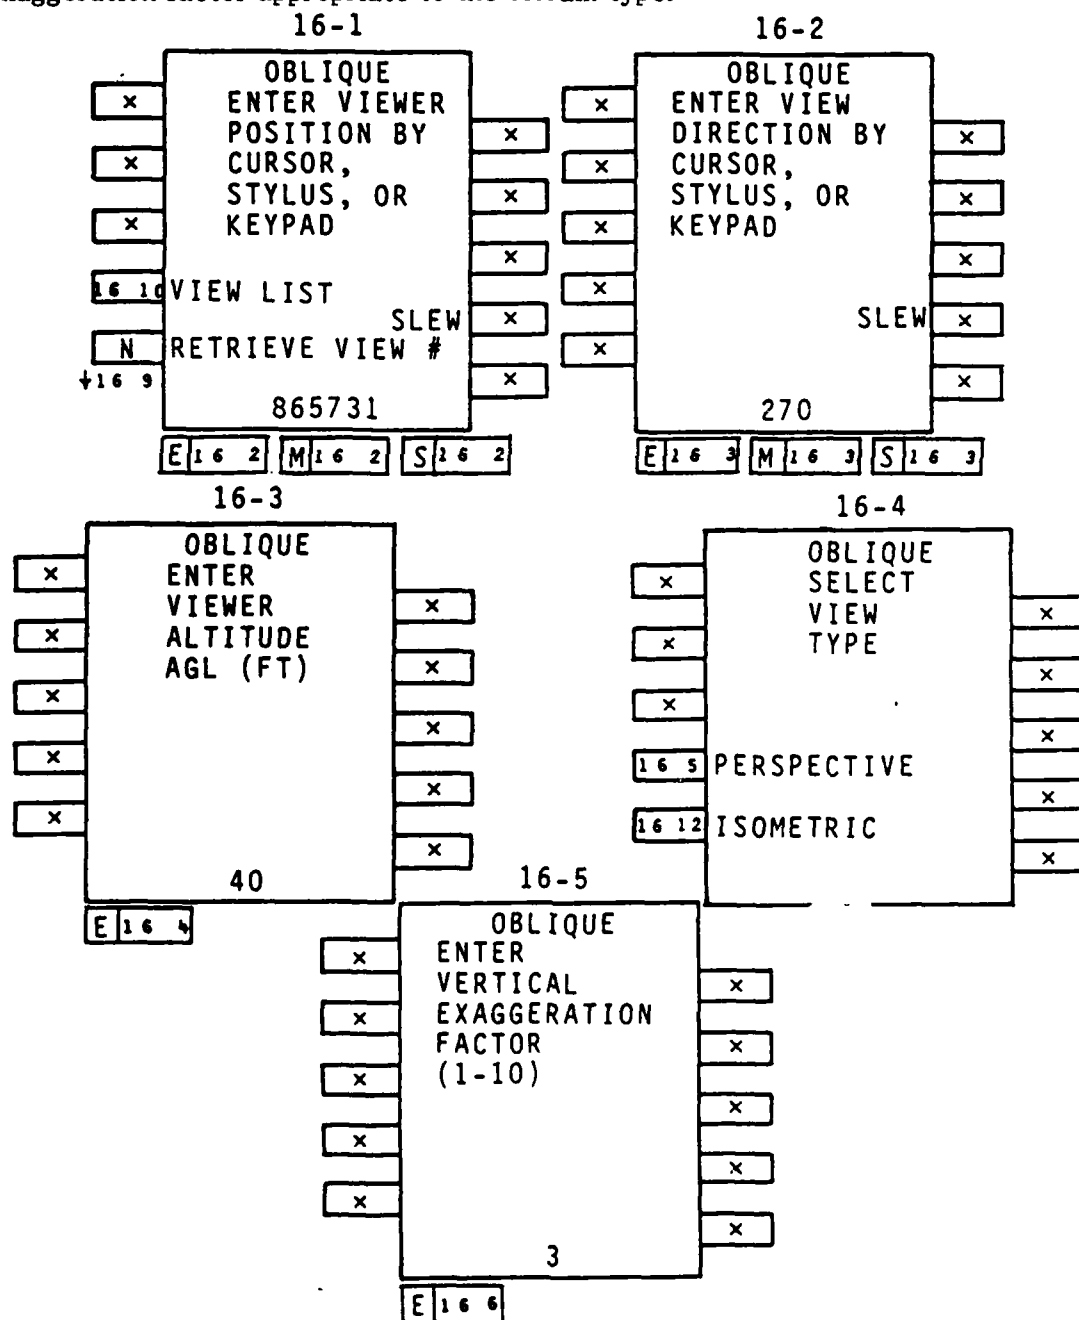 exaggeration factor appropriate to the terrain type.
16-1
OBLIQUE
× ENTER VIEWER
POSITION BY ×
× CURSOR,
STYLUS, OR ×
× KEYPAD
×
16 10 VIEW LIST
SLEW ×
N RETRIEVE VIEW #
↓16 9 ×
865731
E 16 2 M 16 2 S 16 2
16-2
OBLIQUE
× ENTER VIEW
DIRECTION BY ×
× CURSOR,
STYLUS, OR ×
× KEYPAD
×
×
SLEW ×
×
×
270
E 16 3 M 16 3 S 16 3
16-3
OBLIQUE
× ENTER
VIEWER ×
× ALTITUDE
AGL (FT) ×
×
×
×
×
×
×
40
E 16 4
16-4
OBLIQUE
× SELECT
VIEW ×
× TYPE
×
×
×
16 5 PERSPECTIVE
×
16 12 ISOMETRIC
×
16-5
OBLIQUE
× ENTER
VERTICAL ×
× EXAGGERATION
FACTOR ×
× (1-10)
×
×
×
×
×
3
E 16 6